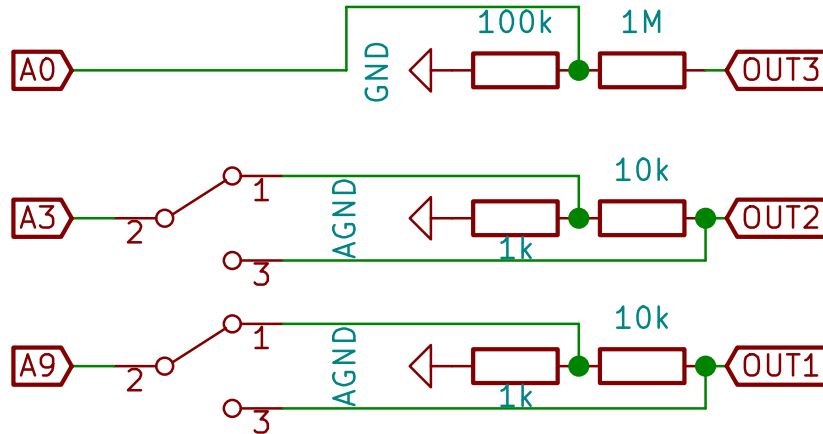 100k 1M
A0 GND OUT3
10k
1
A3 AGND OUT2
2
1k
3
10k
1
A9 AGND OUT1
2
1k
3